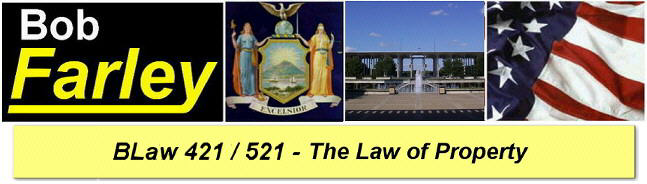 Bob
Farley
EXCELSIOR
BLaw 421 / 521 - The Law of Property